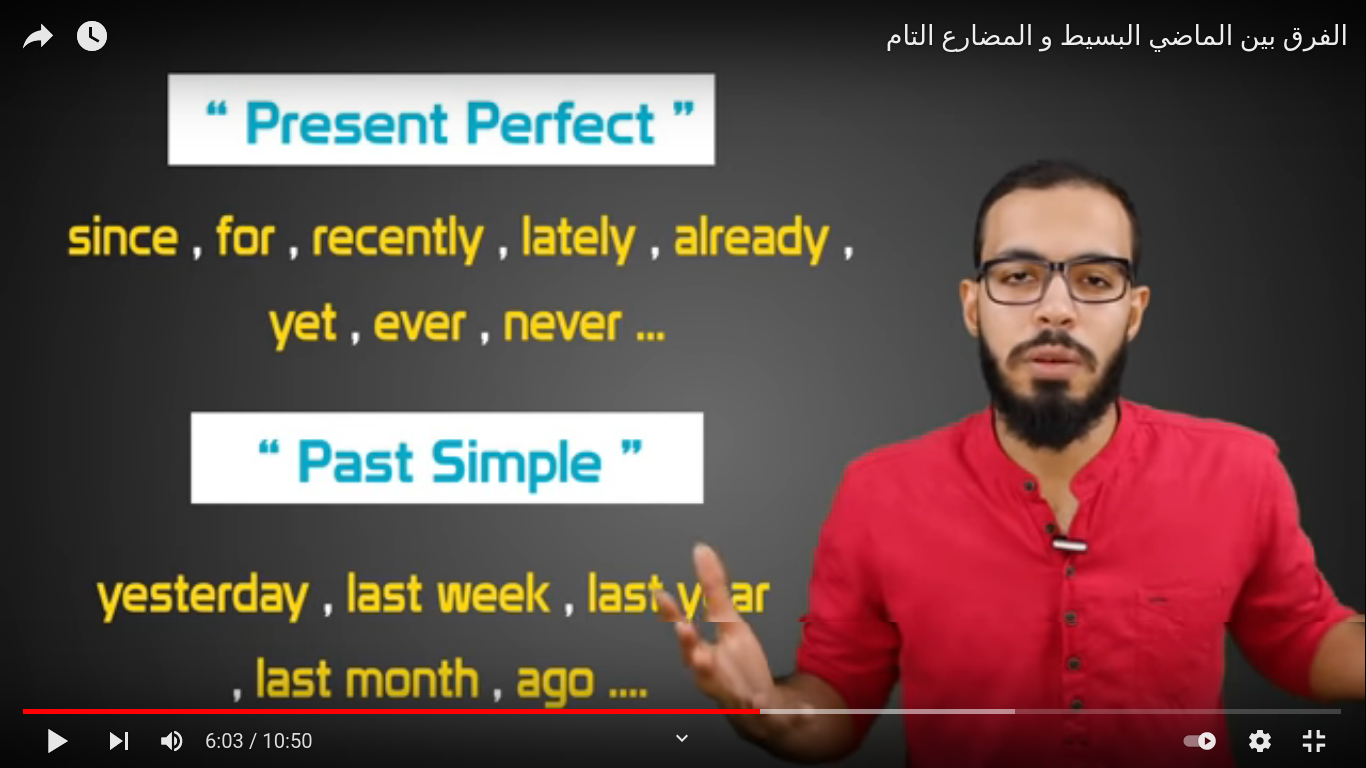 الفرق بين الماضي البسيط و المضارع التام
“ Present Perfect ”
since , for , recently , lately , already ,
yet , ever , never ...
“ Past Simple ”
yesterday , last week , last year
, last month , ago ....
6:03 / 10:50